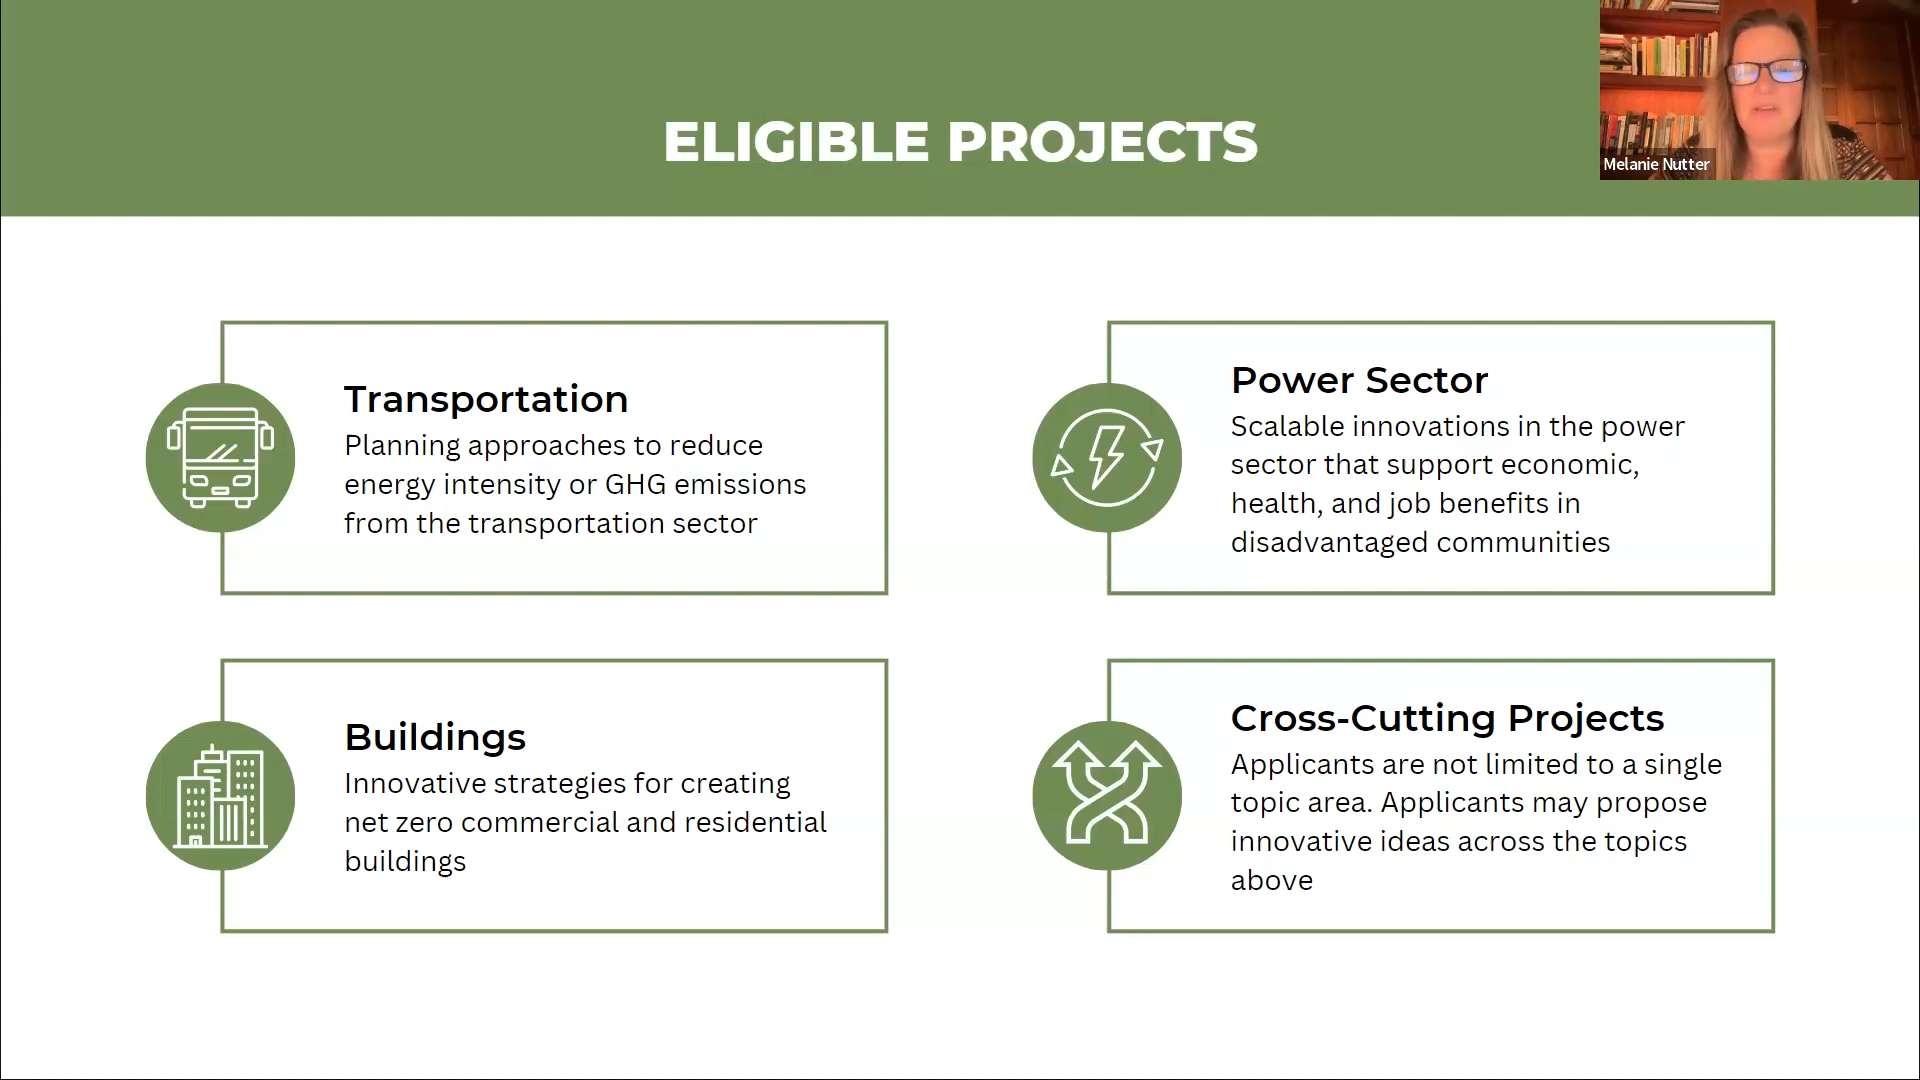 ELIGIBLE PROJECTS
Melanie Nutter
Transportation
Planning approaches to reduce
energy intensity or GHG emissions
from the transportation sector
Power Sector
Scalable innovations in the power
sector that support economic,
health, and job benefits in
disadvantaged communities
Buildings
Innovative strategies for creating
net zero commercial and residential
buildings
Cross-Cutting Projects
Applicants are not limited to a single
topic area. Applicants may propose
innovative ideas across the topics
above